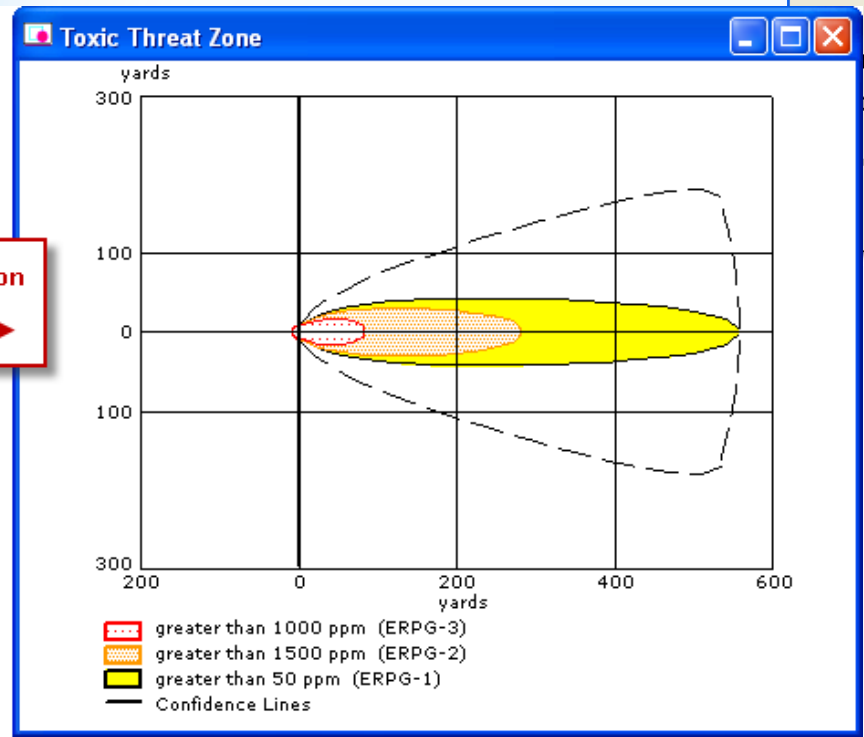 Toxic Threat Zone
yards
300
100
on
0
100
300
200 0 200 400 600
yards
greater than 1000 ppm (ERPG-3)
greater than 1500 ppm (ERPG-2)
greater than 50 ppm (ERPG-1)
Confidence Lines